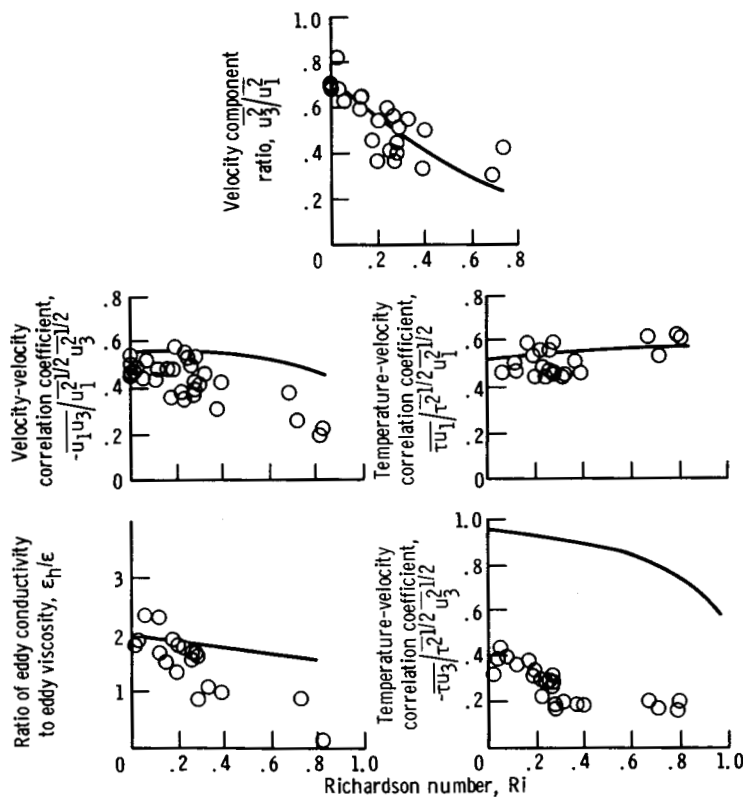 Velocity component
ratio, $\overline{u_3^2}/\overline{u_1^2}$
1.0
.8
.6
.4
.2
0 .2 .4 .6 .8
Velocity-velocity
correlation coefficient,
$-\overline{u_1u_3}/\overline{u_1^2}^{1/2}\overline{u_3^2}^{1/2}$
.8
.6
.4
.2
0
Temperature-velocity
correlation coefficient,
$\overline{\tau u_1}/\overline{\tau^2}^{1/2}\overline{u_1^2}^{1/2}$
.8
.6
.4
.2
0
Ratio of eddy conductivity
to eddy viscosity, $\epsilon_h/\epsilon$
3
2
1
0 .2 .4 .6 .8 1.0
Temperature-velocity
correlation coefficient,
$-\overline{\tau u_3}/\overline{\tau^2}^{1/2}\overline{u_3^2}^{1/2}$
1.0
.8
.6
.4
.2
0 .2 .4 .6 .8 1.0
Richardson number, Ri